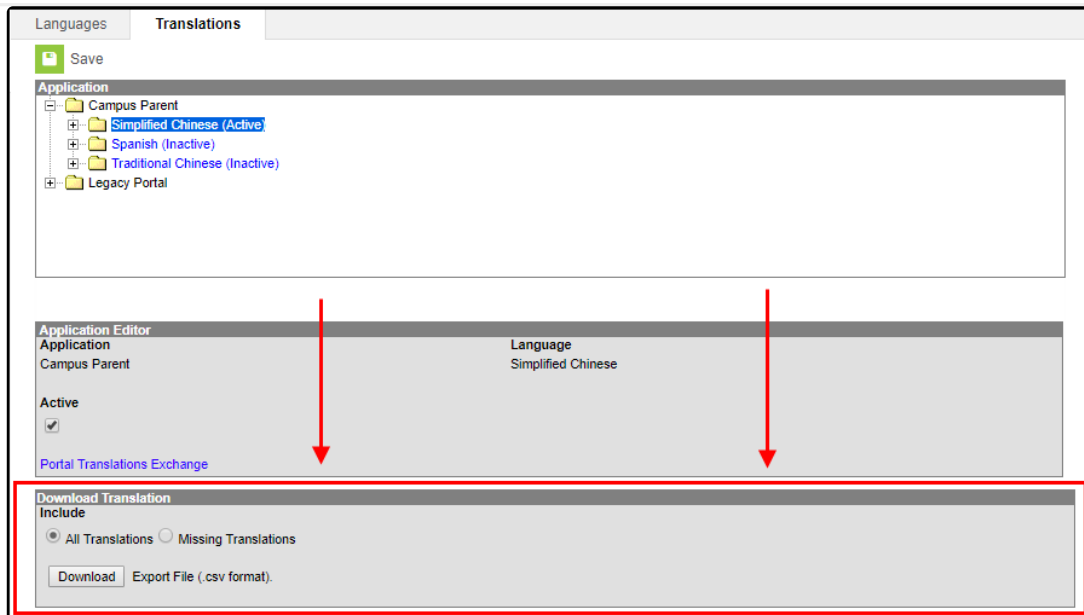 Languages Translations
Save
Application
Campus Parent
Simplified Chinese (Active)
Spanish (Inactive)
Traditional Chinese (Inactive)
Legacy Portal
Application Editor
Application Language
Campus Parent Simplified Chinese
Active
Portal Translations Exchange
Download Translation
Include
All Translations Missing Translations
Download Export File (.csv format).